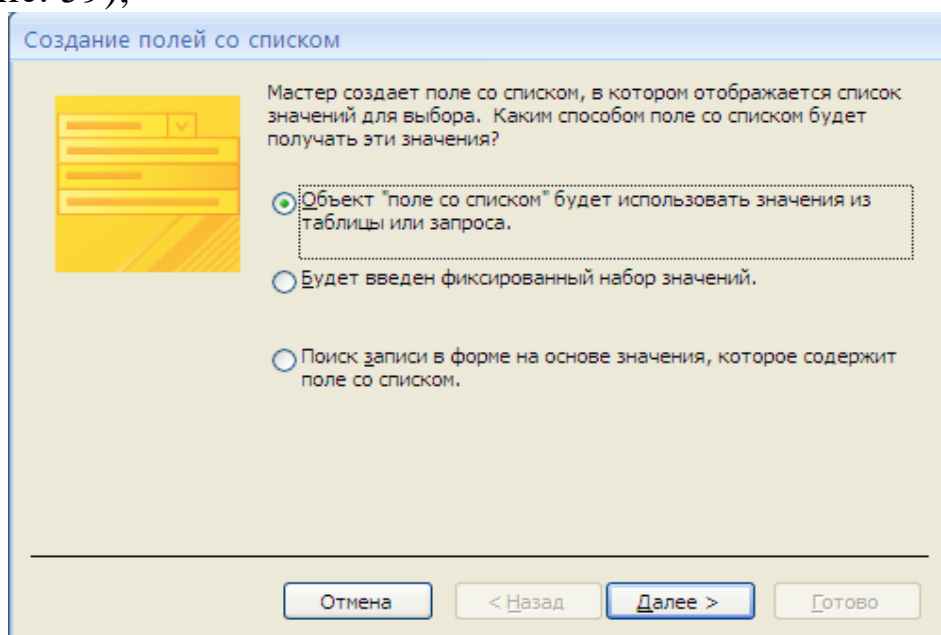 ис. 39),
Создание полей со списком
Мастер создает поле со списком, в котором отображается список
значений для выбора. Каким способом поле со списком будет
получать эти значения?
Объект "поле со списком" будет использовать значения из
таблицы или запроса.
Будет введен фиксированный набор значений.
Поиск записи в форме на основе значения, которое содержит
поле со списком.
Отмена
< Назад
Далее >
Готово